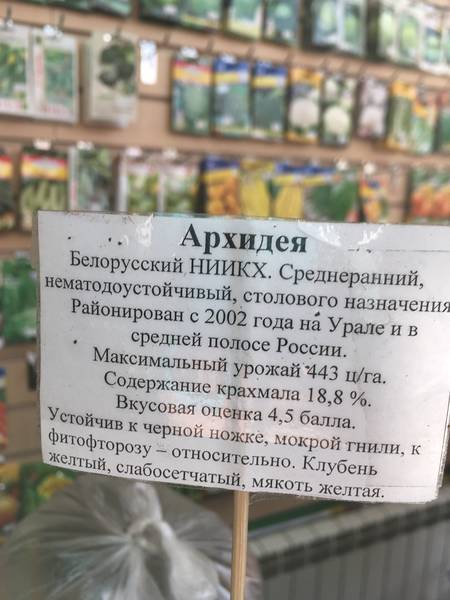 Архидея
Белорусский НИИКХ. Среднеранний,
нематодоустойчивый, столового назначения
Районирован с 2002 года на Урале и в
средней полосе России.
Максимальный урожай 443 ц/га.
Содержание крахмала 18,8 %.
Вкусовая оценка 4,5 балла.
Устойчив к черной ножке, мокрой гнили, к
фитофторозу – относительно. Клубень
желтый, слабосетчатый, мякоть желтая.